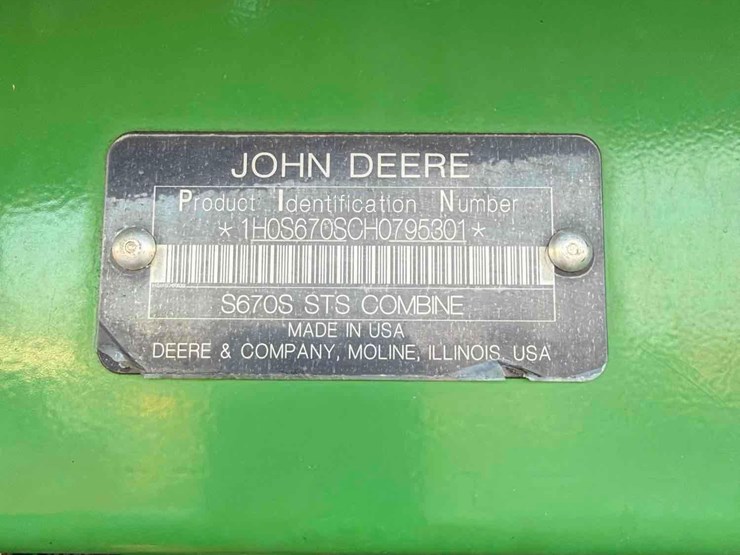 JOHN DEERE
Product Identification Number
*1H0S670SCH0795301*
S670S STS COMBINE
MADE IN USA
DEERE & COMPANY, MOLINE, ILLINOIS USA